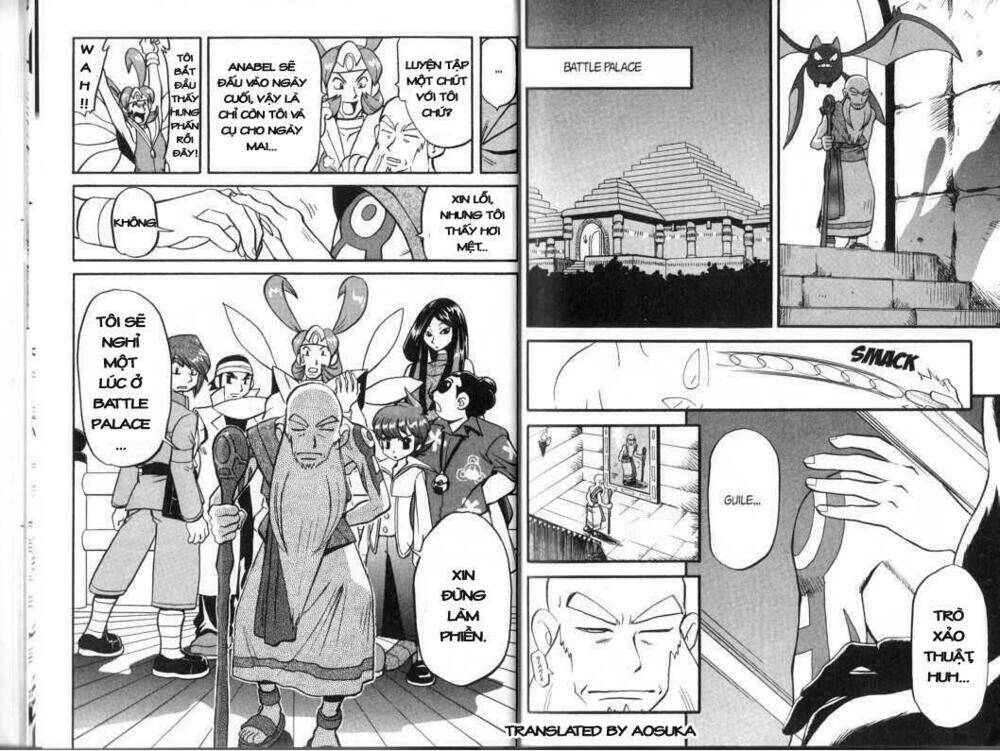 ...
LUYỆN TẬP
MỘT CHÚT
VỚI TÔI
CHỨ?
ANABEL SẼ
ĐẤU VÀO NGÀY
CUỐI, VẬY LÀ
CHỈ CÒN TÔI VÀ
CỤ CHO NGÀY
MAI...
TÔI
BẮT
ĐẦU
THẤY
HƯNG
PHẤN
RỒI
ĐÂY!
WAH!!
XIN LỖI,
NHƯNG TÔI
THẤY HƠI
MỆT...
KHÔNG
TÔI SẼ
NGHỈ
MỘT
LÚC Ở
BATTLE
PALACE
...
XIN
ĐỪNG
LÀM
PHIỀN.
BATTLE PALACE
SMACK
TRÒ
XẢO
THUẬT,
HUH...
GUILE...
TRANSLATED BY AOSUKA